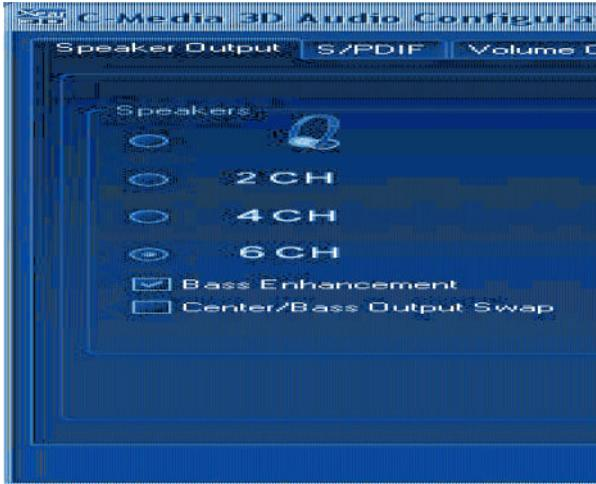 C-Media 3D Audio Configura
Speaker Output S/PDIF Volume C
Speakers
2 CH
4 CH
6 CH
Bass Enhancement
Center/Bass Output Swap